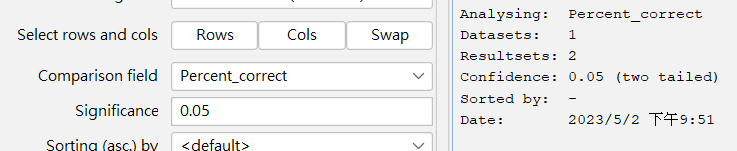 Select rows and cols Rows Cols Swap
Comparison field Percent_correct
Significance 0.05
Sorting (asc.) by <default>
Analysing: Percent_correct
Datasets: 1
Resultsets: 2
Confidence: 0.05 (two tailed)
Sorted by: -
Date: 2023/5/2 下午9:51